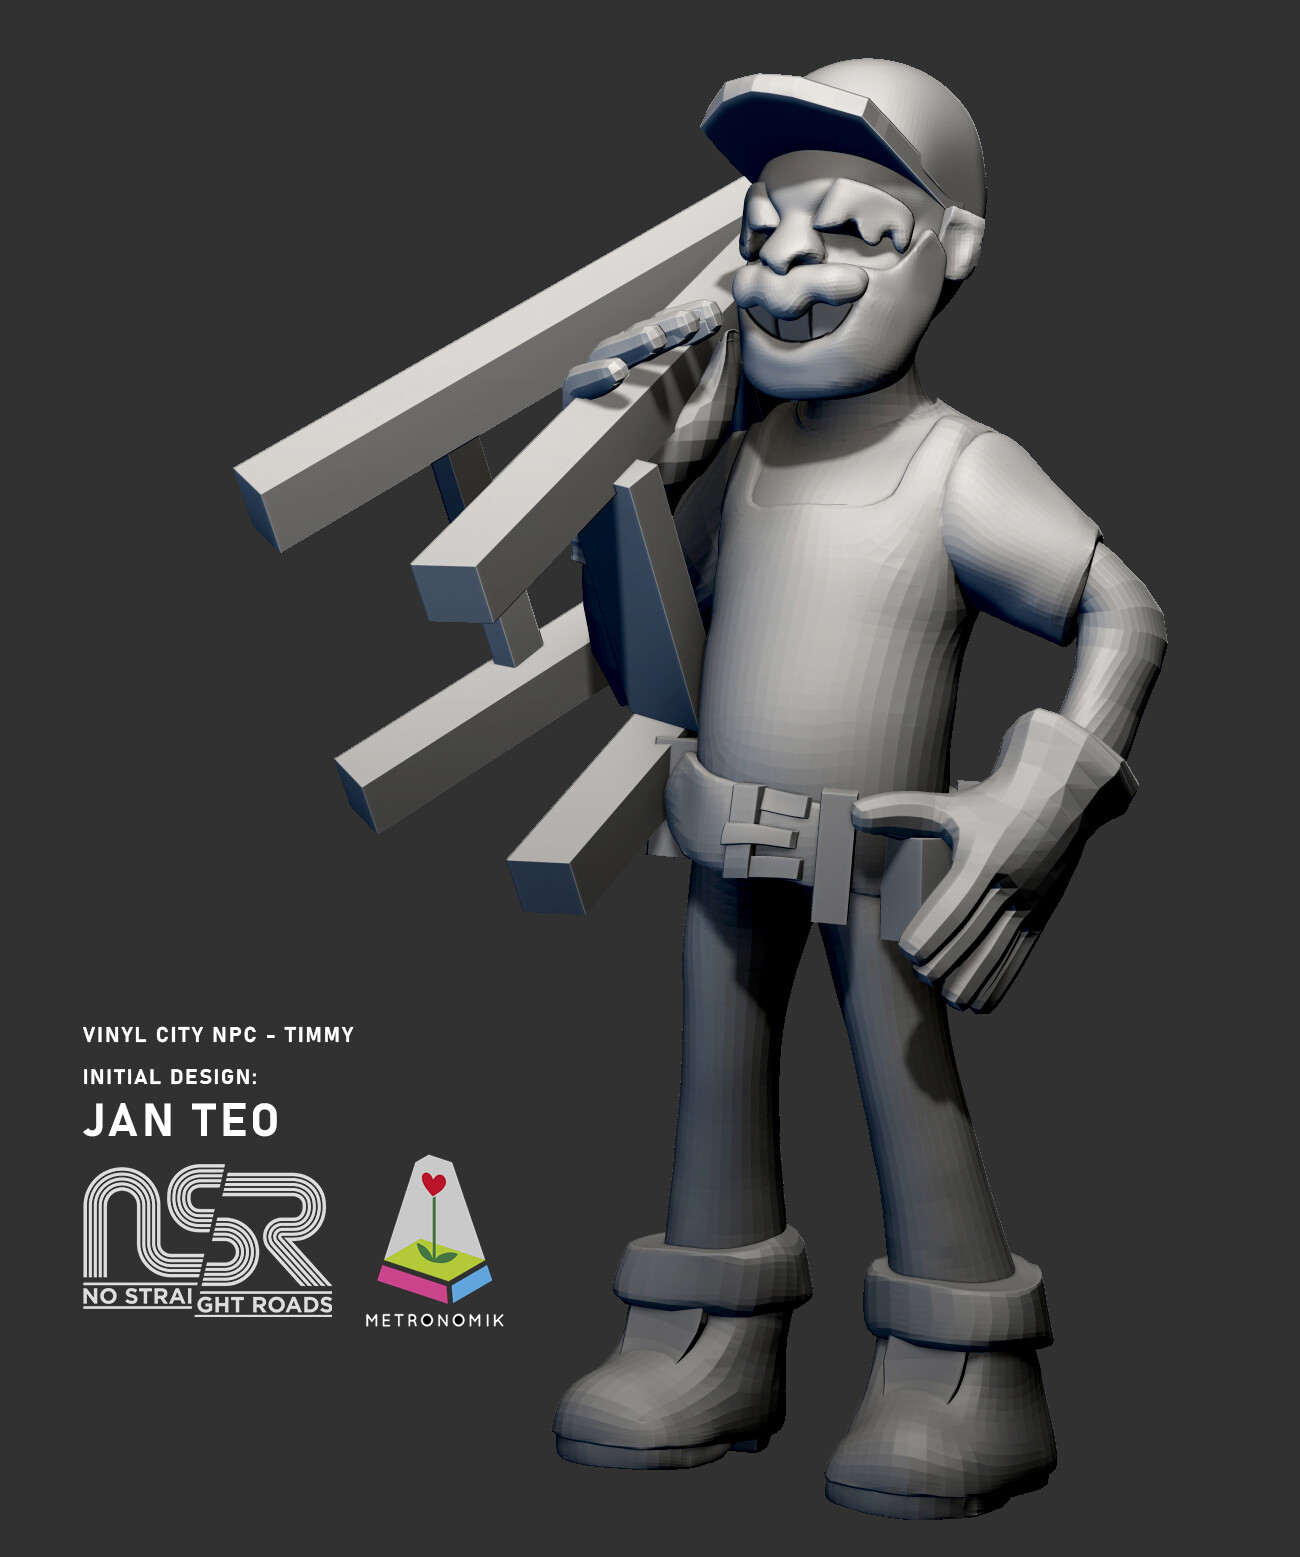 VINYL CITY NPC - TIMMY
INITIAL DESIGN:
JAN TEO
NSR
NO STRAIGHT ROADS
METRONOMIK